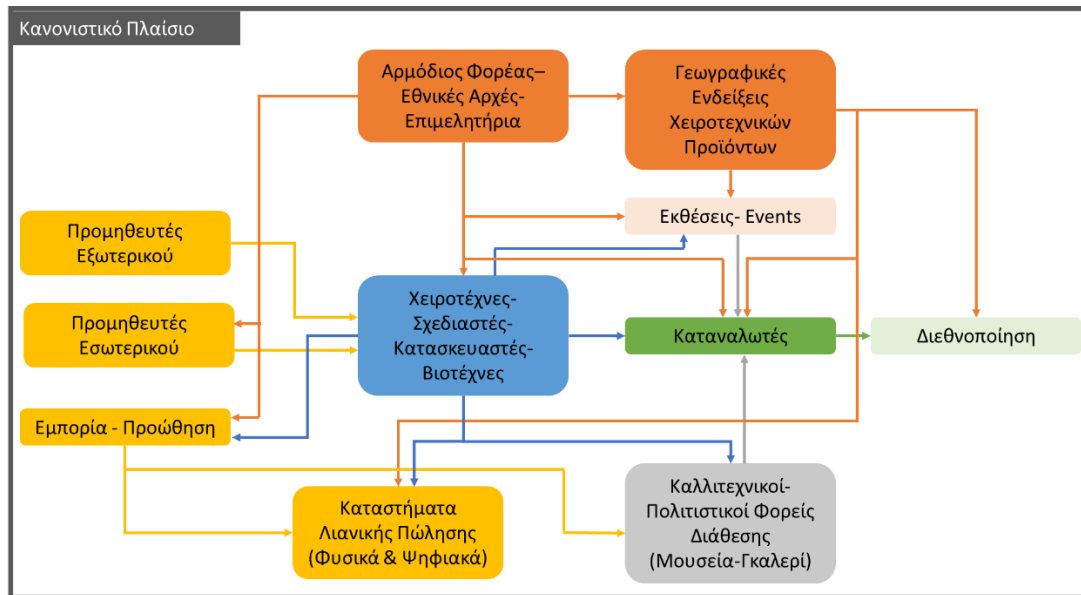 Κανονιστικό Πλαίσιο
Αρμόδιος Φορέας–
Εθνικές Αρχές-
Επιμελητήρια
Γεωγραφικές
Ενδείξεις
Χειροτεχνικών
Προϊόντων
Εκθέσεις- Events
Προμηθευτές
Εξωτερικού
Προμηθευτές
Εσωτερικού
Χειροτέχνες-
Σχεδιαστές-
Κατασκευαστές-
Βιοτέχνες
Καταναλωτές
Διεθνοποίηση
Εμπορία - Προώθηση
Καταστήματα
Λιανικής Πώλησης
(Φυσικά & Ψηφιακά)
Καλλιτεχνικοί-
Πολιτιστικοί Φορείς
Διάθεσης
(Μουσεία-Γκαλερί)